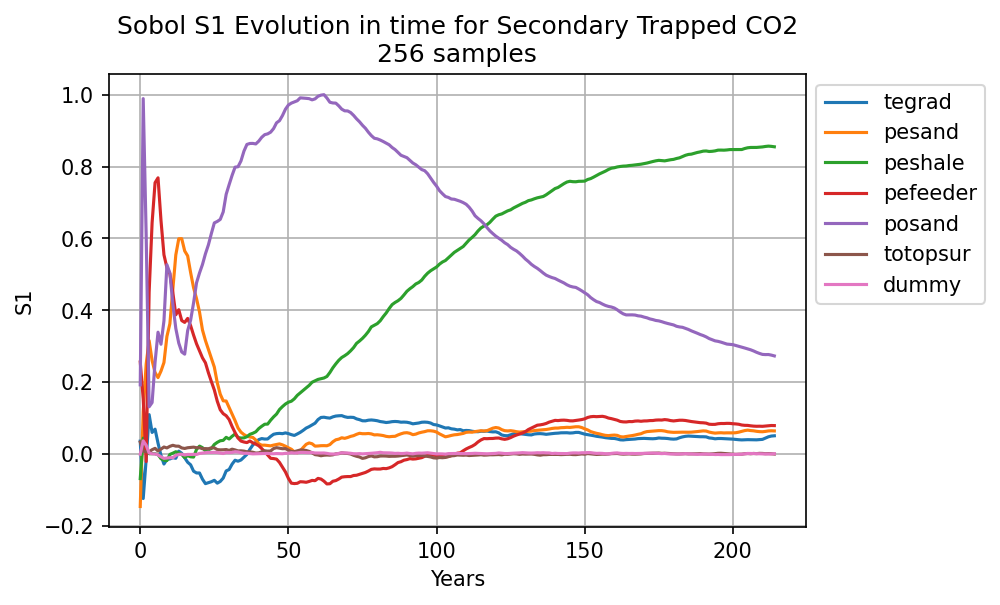 Sobol S1 Evolution in time for Secondary Trapped CO2
256 samples
S1
1.0
0.8
0.6
0.4
0.2
0.0
−0.2
0
50
100
150
200
Years
tegrad
pesand
peshale
pefeeder
posand
totopsur
dummy